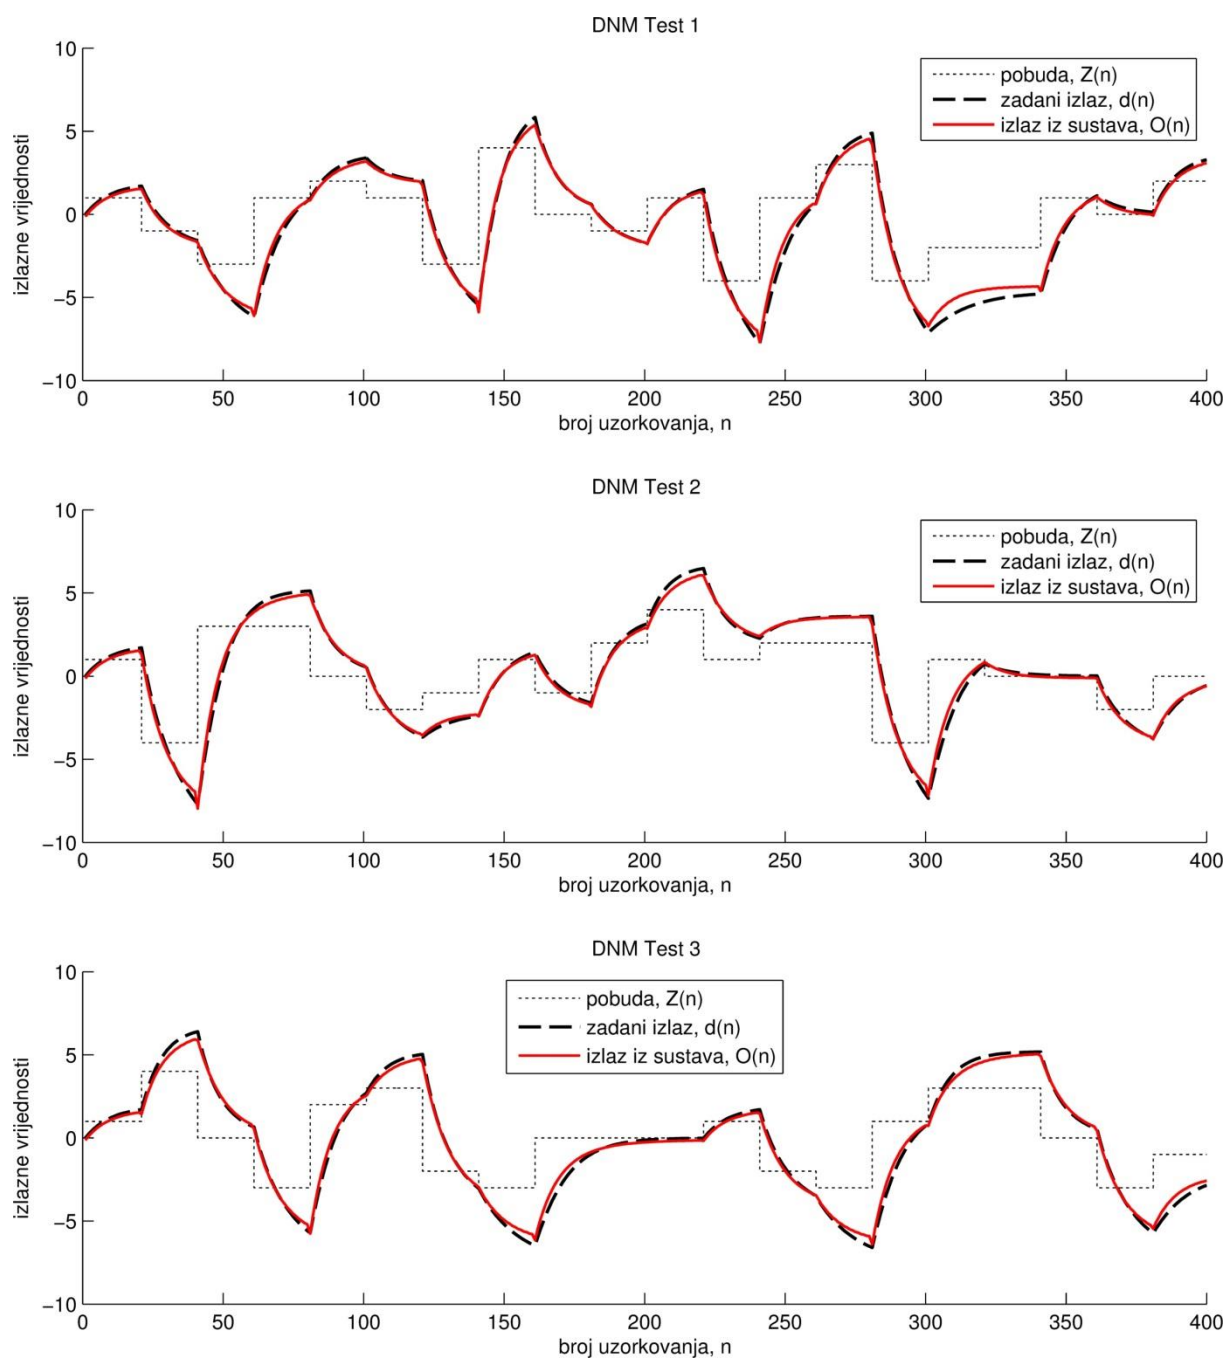 DNM Test 1
10
5
0
−5
−10
izlazne vrijednosti
pobuda, Z(n)
zadani izlaz, d(n)
izlaz iz sustava, O(n)
0 50 100 150 200 250 300 350 400
broj uzorkovanja, n
DNM Test 2
10
5
0
−5
−10
izlazne vrijednosti
pobuda, Z(n)
zadani izlaz, d(n)
izlaz iz sustava, O(n)
0 50 100 150 200 250 300 350 400
broj uzorkovanja, n
DNM Test 3
10
5
0
−5
−10
izlazne vrijednosti
pobuda, Z(n)
zadani izlaz, d(n)
izlaz iz sustava, O(n)
0 50 100 150 200 250 300 350 400
broj uzorkovanja, n